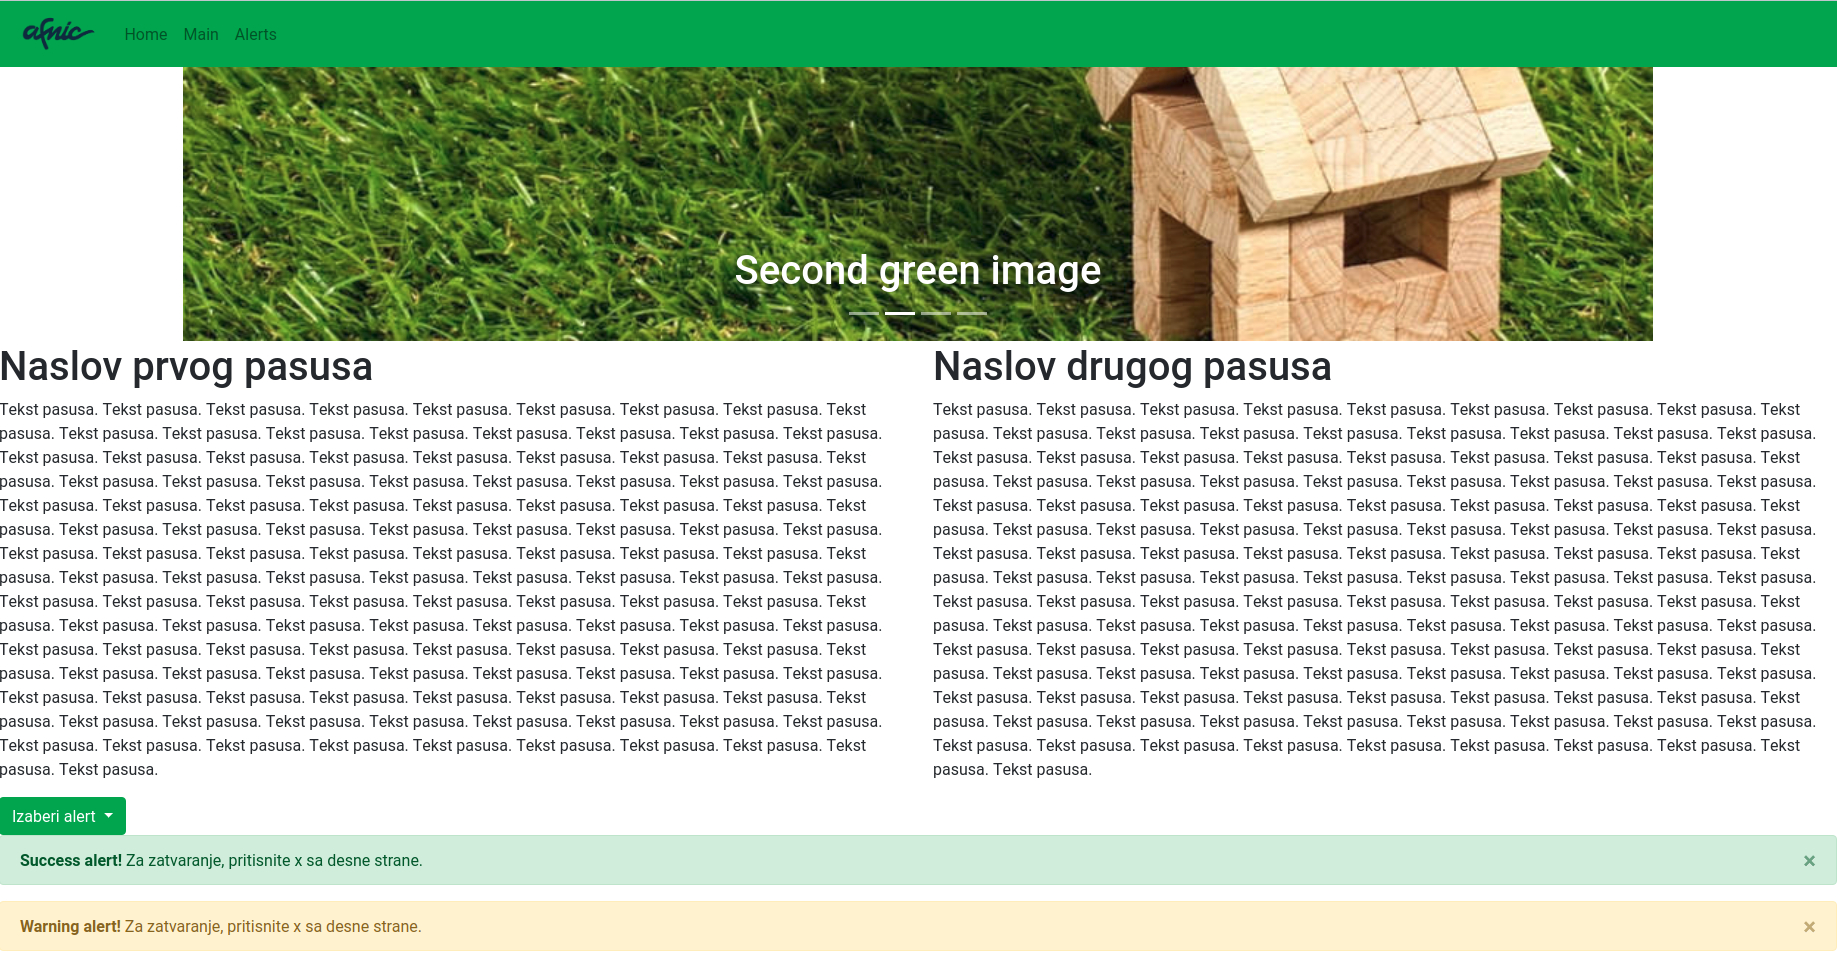 afnic
Home Main Alerts
Second green image
Naslov prvog pasusa
Tekst pasusa. Tekst pasusa. Tekst pasusa. Tekst pasusa. Tekst pasusa. Tekst pasusa. Tekst pasusa. Tekst pasusa. Tekst
pasusa. Tekst pasusa. Tekst pasusa. Tekst pasusa. Tekst pasusa. Tekst pasusa. Tekst pasusa. Tekst pasusa. Tekst pasusa.
Tekst pasusa. Tekst pasusa. Tekst pasusa. Tekst pasusa. Tekst pasusa. Tekst pasusa. Tekst pasusa. Tekst pasusa. Tekst
pasusa. Tekst pasusa. Tekst pasusa. Tekst pasusa. Tekst pasusa. Tekst pasusa. Tekst pasusa. Tekst pasusa. Tekst pasusa.
Tekst pasusa. Tekst pasusa. Tekst pasusa. Tekst pasusa. Tekst pasusa. Tekst pasusa. Tekst pasusa. Tekst pasusa. Tekst
pasusa. Tekst pasusa. Tekst pasusa. Tekst pasusa. Tekst pasusa. Tekst pasusa. Tekst pasusa. Tekst pasusa. Tekst pasusa.
Tekst pasusa. Tekst pasusa. Tekst pasusa. Tekst pasusa. Tekst pasusa. Tekst pasusa. Tekst pasusa. Tekst pasusa. Tekst
pasusa. Tekst pasusa. Tekst pasusa. Tekst pasusa. Tekst pasusa. Tekst pasusa. Tekst pasusa. Tekst pasusa. Tekst pasusa.
Tekst pasusa. Tekst pasusa. Tekst pasusa. Tekst pasusa. Tekst pasusa. Tekst pasusa. Tekst pasusa. Tekst pasusa. Tekst
pasusa. Tekst pasusa. Tekst pasusa. Tekst pasusa. Tekst pasusa. Tekst pasusa. Tekst pasusa. Tekst pasusa. Tekst pasusa.
Tekst pasusa. Tekst pasusa. Tekst pasusa. Tekst pasusa. Tekst pasusa. Tekst pasusa. Tekst pasusa. Tekst pasusa. Tekst
pasusa. Tekst pasusa. Tekst pasusa. Tekst pasusa. Tekst pasusa. Tekst pasusa. Tekst pasusa. Tekst pasusa. Tekst pasusa.
Tekst pasusa. Tekst pasusa. Tekst pasusa. Tekst pasusa. Tekst pasusa. Tekst pasusa. Tekst pasusa. Tekst pasusa. Tekst
pasusa. Tekst pasusa. Tekst pasusa. Tekst pasusa. Tekst pasusa. Tekst pasusa. Tekst pasusa. Tekst pasusa. Tekst pasusa.
Tekst pasusa. Tekst pasusa. Tekst pasusa. Tekst pasusa. Tekst pasusa. Tekst pasusa. Tekst pasusa. Tekst pasusa. Tekst
pasusa. Tekst pasusa.
Naslov drugog pasusa
Tekst pasusa. Tekst pasusa. Tekst pasusa. Tekst pasusa. Tekst pasusa. Tekst pasusa. Tekst pasusa. Tekst pasusa. Tekst
pasusa. Tekst pasusa. Tekst pasusa. Tekst pasusa. Tekst pasusa. Tekst pasusa. Tekst pasusa. Tekst pasusa. Tekst pasusa.
Tekst pasusa. Tekst pasusa. Tekst pasusa. Tekst pasusa. Tekst pasusa. Tekst pasusa. Tekst pasusa. Tekst pasusa. Tekst
pasusa. Tekst pasusa. Tekst pasusa. Tekst pasusa. Tekst pasusa. Tekst pasusa. Tekst pasusa. Tekst pasusa. Tekst pasusa.
Tekst pasusa. Tekst pasusa. Tekst pasusa. Tekst pasusa. Tekst pasusa. Tekst pasusa. Tekst pasusa. Tekst pasusa. Tekst
pasusa. Tekst pasusa. Tekst pasusa. Tekst pasusa. Tekst pasusa. Tekst pasusa. Tekst pasusa. Tekst pasusa. Tekst pasusa.
Tekst pasusa. Tekst pasusa. Tekst pasusa. Tekst pasusa. Tekst pasusa. Tekst pasusa. Tekst pasusa. Tekst pasusa. Tekst
pasusa. Tekst pasusa. Tekst pasusa. Tekst pasusa. Tekst pasusa. Tekst pasusa. Tekst pasusa. Tekst pasusa. Tekst pasusa.
Tekst pasusa. Tekst pasusa. Tekst pasusa. Tekst pasusa. Tekst pasusa. Tekst pasusa. Tekst pasusa. Tekst pasusa. Tekst
pasusa. Tekst pasusa. Tekst pasusa. Tekst pasusa. Tekst pasusa. Tekst pasusa. Tekst pasusa. Tekst pasusa. Tekst pasusa.
Tekst pasusa. Tekst pasusa. Tekst pasusa. Tekst pasusa. Tekst pasusa. Tekst pasusa. Tekst pasusa. Tekst pasusa. Tekst
pasusa. Tekst pasusa. Tekst pasusa. Tekst pasusa. Tekst pasusa. Tekst pasusa. Tekst pasusa. Tekst pasusa. Tekst pasusa.
Tekst pasusa. Tekst pasusa. Tekst pasusa. Tekst pasusa. Tekst pasusa. Tekst pasusa. Tekst pasusa. Tekst pasusa. Tekst
pasusa. Tekst pasusa. Tekst pasusa. Tekst pasusa. Tekst pasusa. Tekst pasusa. Tekst pasusa. Tekst pasusa. Tekst pasusa.
Tekst pasusa. Tekst pasusa. Tekst pasusa. Tekst pasusa. Tekst pasusa. Tekst pasusa. Tekst pasusa. Tekst pasusa. Tekst
pasusa. Tekst pasusa.
Izaberi alert
Success alert! Za zatvaranje, pritisnite x sa desne strane. ×
Warning alert! Za zatvaranje, pritisnite x sa desne strane. ×